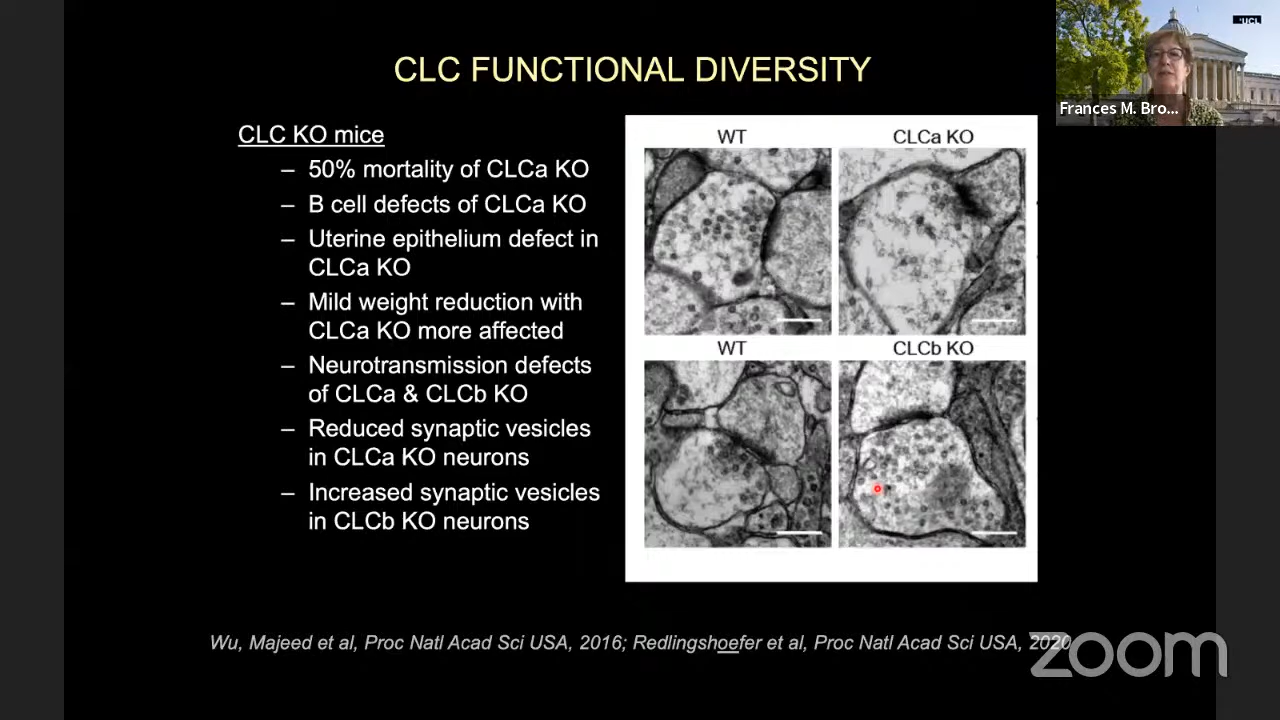 CLC FUNCTIONAL DIVERSITY
UCL
Frances M. Bro...
CLC KO mice
– 50% mortality of CLCa KO
– B cell defects of CLCa KO
– Uterine epithelium defect in
CLCa KO
– Mild weight reduction with
CLCa KO more affected
– Neurotransmission defects
of CLCa & CLCb KO
– Reduced synaptic vesicles
in CLCa KO neurons
– Increased synaptic vesicles
in CLCb KO neurons
WT
CLCa KO
WT
CLCb KO
Wu, Majeed et al, Proc Natl Acad Sci USA, 2016; Redlingshoefer et al, Proc Natl Acad Sci USA, 2020
zoom